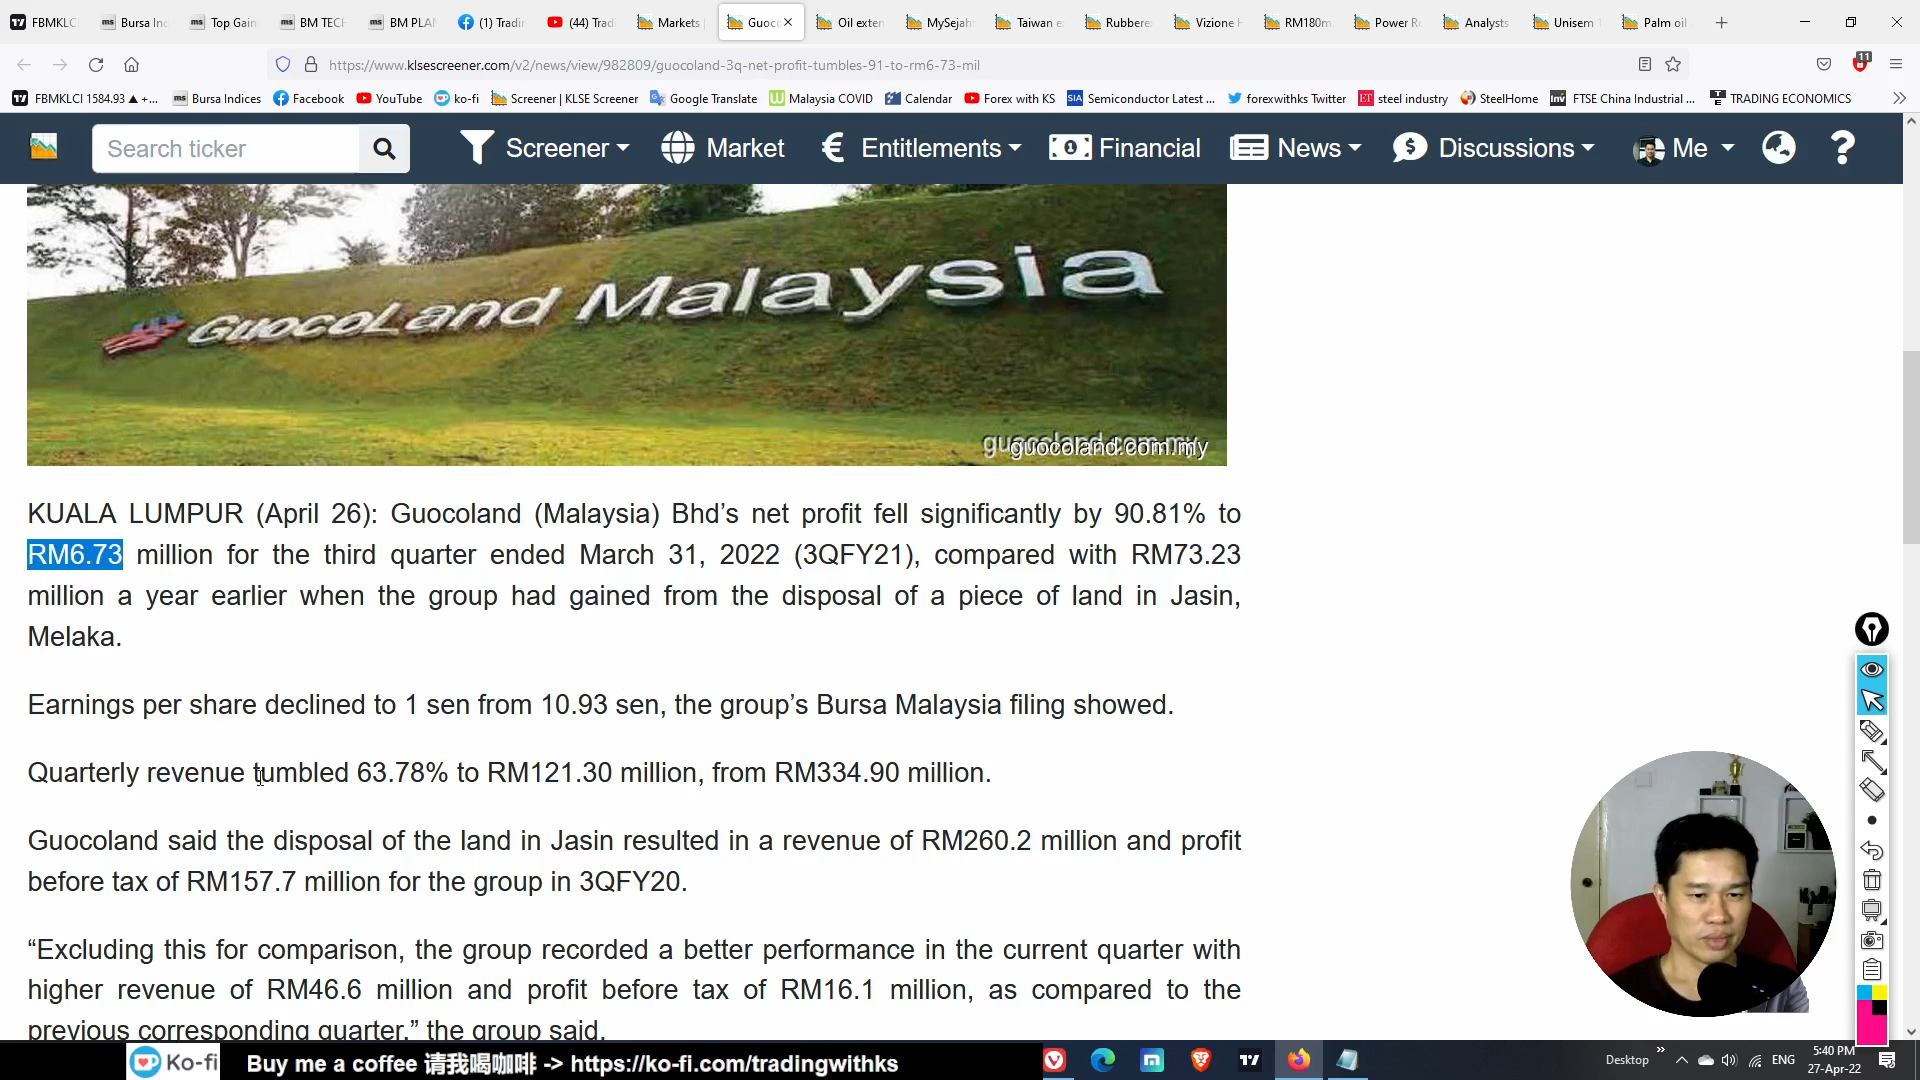 FBMKLC
Bursa Ind
Top Gain
BM TECH
BM PLA
(1) Tradin
(44) Trad
Markets
Guoco
Oil exten
MySejah
Taiwan e
Rubbere
Vizione H
RM180m
Power Re
Analysts
Unisem
Palm oil
https://www.klsescreener.com/v2/news/view/982809/guocoland-3q-net-profit-tumbles-91-to-rm6-73-mil
11
FBMKLCI 1584.93 ▲ +...
Bursa Indices
Facebook
YouTube
ko-fi
Screener | KLSE Screener
Google Translate
Malaysia COVID
Calendar
Forex with KS
Semiconductor Latest ...
forexwithks Twitter
steel industry
SteelHome
FTSE China Industrial ...
TRADING ECONOMICS
Search ticker
Screener
Market
Entitlements
Financial
News
Discussions
Me
GuocoLand Malaysia
guocoland.com.my
guocoland.com.my
KUALA LUMPUR (April 26): Guocoland (Malaysia) Bhd’s net profit fell significantly by 90.81% to
RM6.73 million for the third quarter ended March 31, 2022 (3QFY21), compared with RM73.23
million a year earlier when the group had gained from the disposal of a piece of land in Jasin,
Melaka.
Earnings per share declined to 1 sen from 10.93 sen, the group’s Bursa Malaysia filing showed.
Quarterly revenue tumbled 63.78% to RM121.30 million, from RM334.90 million.
Guocoland said the disposal of the land in Jasin resulted in a revenue of RM260.2 million and profit
before tax of RM157.7 million for the group in 3QFY20.
“Excluding this for comparison, the group recorded a better performance in the current quarter with
higher revenue of RM46.6 million and profit before tax of RM16.1 million, as compared to the
previous corresponding quarter,” the group said.
Ko-fi
Buy me a coffee 请我喝咖啡 -> https://ko-fi.com/tradingwithks
Desktop
ENG
5:40 PM
27-Apr-22